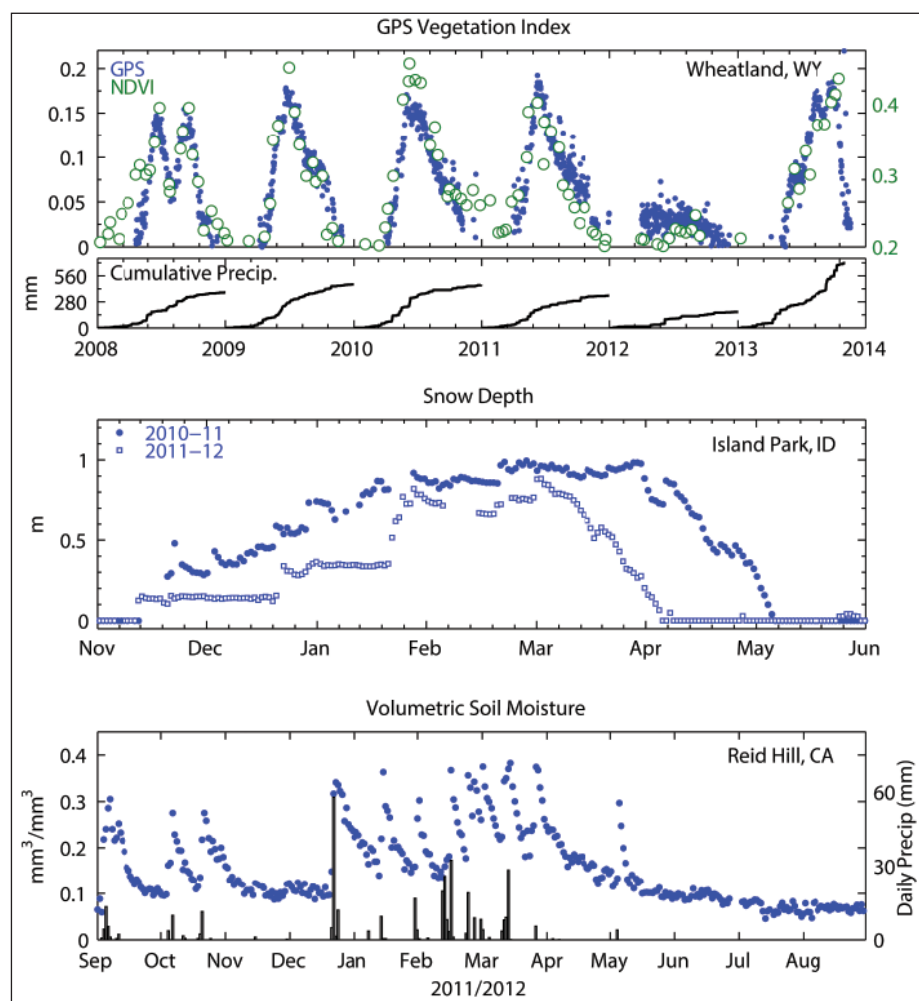 GPS Vegetation Index
GPS
NDVI
Wheatland, WY
0.2
0.15
0.1
0.05
0
0.4
0.3
0.2
Cumulative Precip.
mm
560
280
0
2008 2009 2010 2011 2012 2013 2014
Snow Depth
2010–11
2011–12
Island Park, ID
m
1
0.5
0
Nov Dec Jan Feb Mar Apr May Jun
Volumetric Soil Moisture
Reid Hill, CA
mm³/mm³
0.4
0.3
0.2
0.1
0
Daily Precip (mm)
60
30
0
Sep Oct Nov Dec Jan Feb Mar Apr May Jun Jul Aug
2011/2012